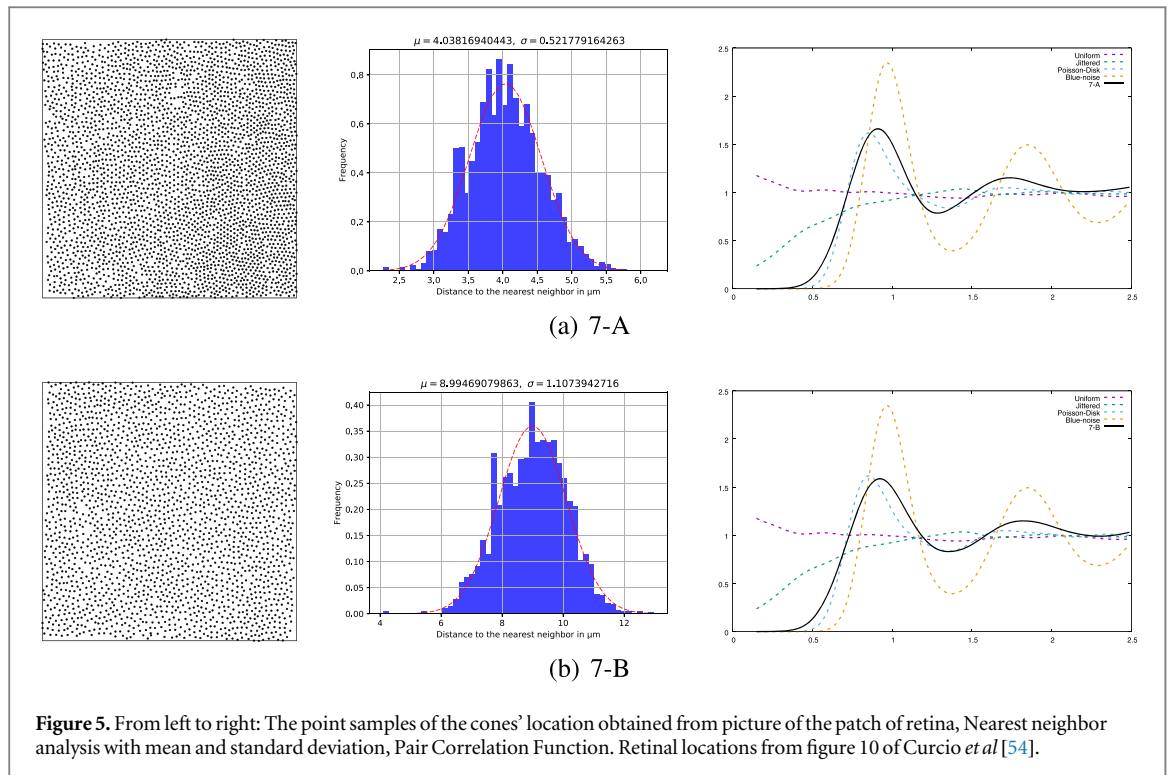 μ = 4.03816940443, σ = 0.521779164263
Frequency
0,8
0,6
0,4
0,2
0,0
2,5 3,0 3,5 4,0 4,5 5,0 5,5 6,0
Distance to the nearest neighbor in μm
2.5
2
1.5
1
0.5
0
0 0.5 1 1.5 2 2.5
Uniform
Jittered
Poisson-Disk
Blue-noise
7-A
(a) 7-A
μ = 8.99469079863, σ = 1.1073942716
Frequency
0.40
0.35
0.30
0.25
0.20
0.15
0.10
0.05
0.00
4 6 8 10 12
Distance to the nearest neighbor in μm
2.5
2
1.5
1
0.5
0
0 0.5 1 1.5 2 2.5
Uniform
Jittered
Poisson-Disk
Blue-noise
7-B
(b) 7-B
Figure 5. From left to right: The point samples of the cones' location obtained from picture of the patch of retina, Nearest neighbor
analysis with mean and standard deviation, Pair Correlation Function. Retinal locations from figure 10 of Curcio et al [54].